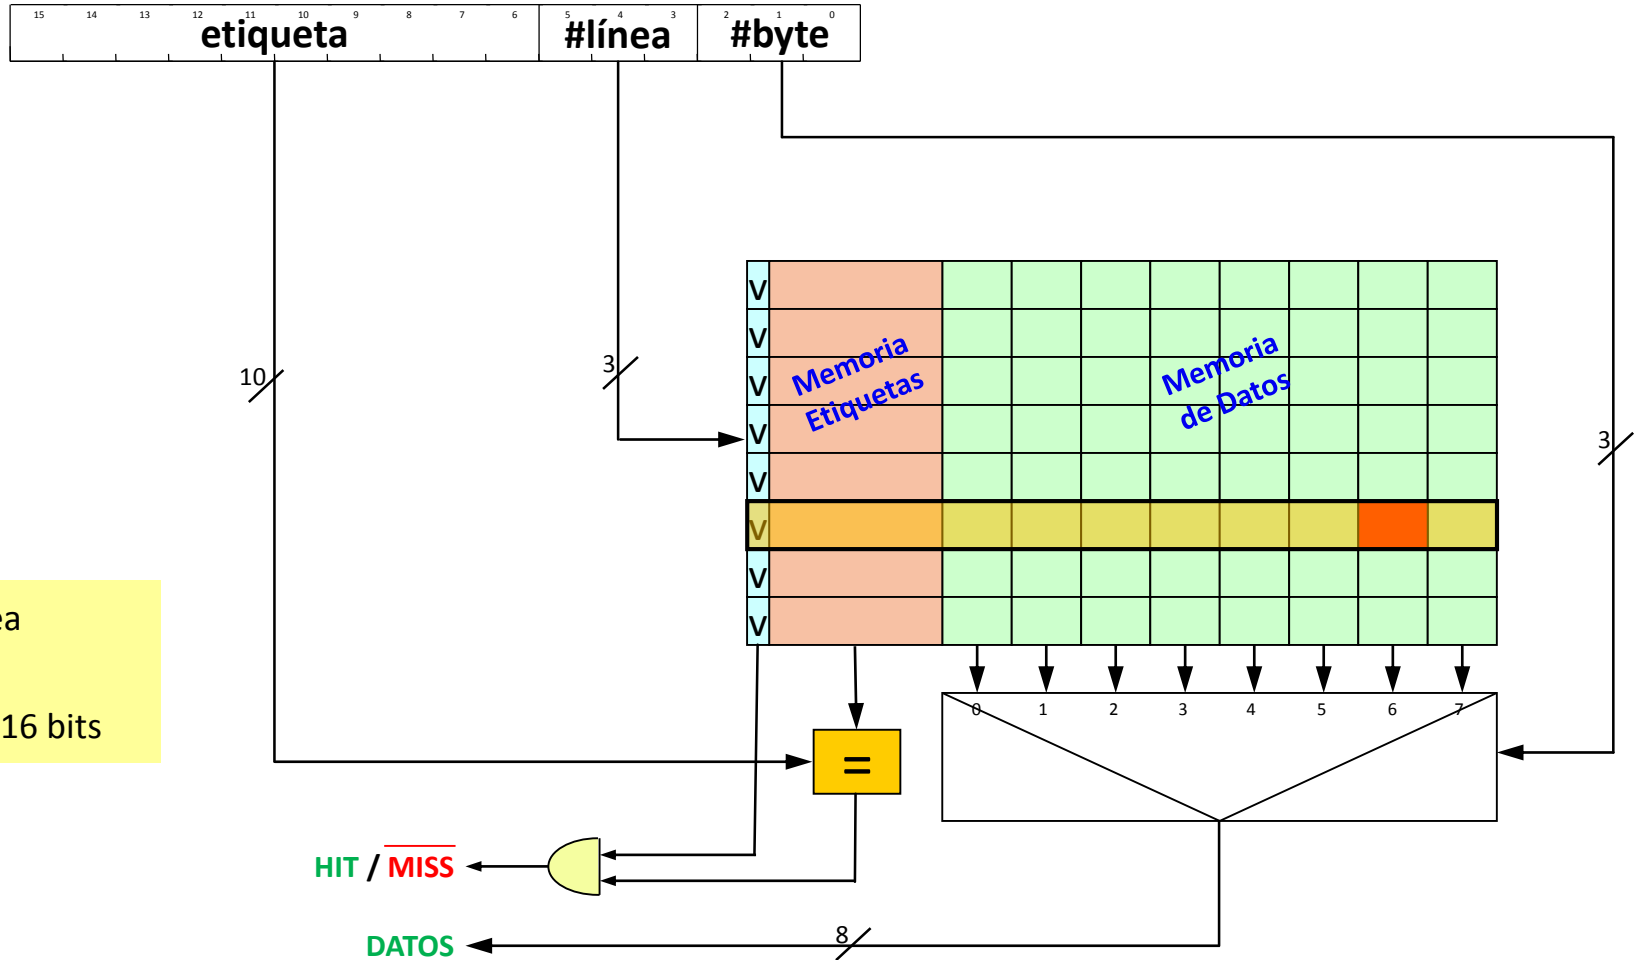 15 14 13 12 11 10 9 8 7 6 5 4 3 2 1 0
etiqueta #línea #byte
10
3
3
V
V
V
V
V
V
V
V
Memoria
Etiquetas
Memoria
de Datos
0 1 2 3 4 5 6 7
=
16 bits
HIT / MISS
DATOS
8